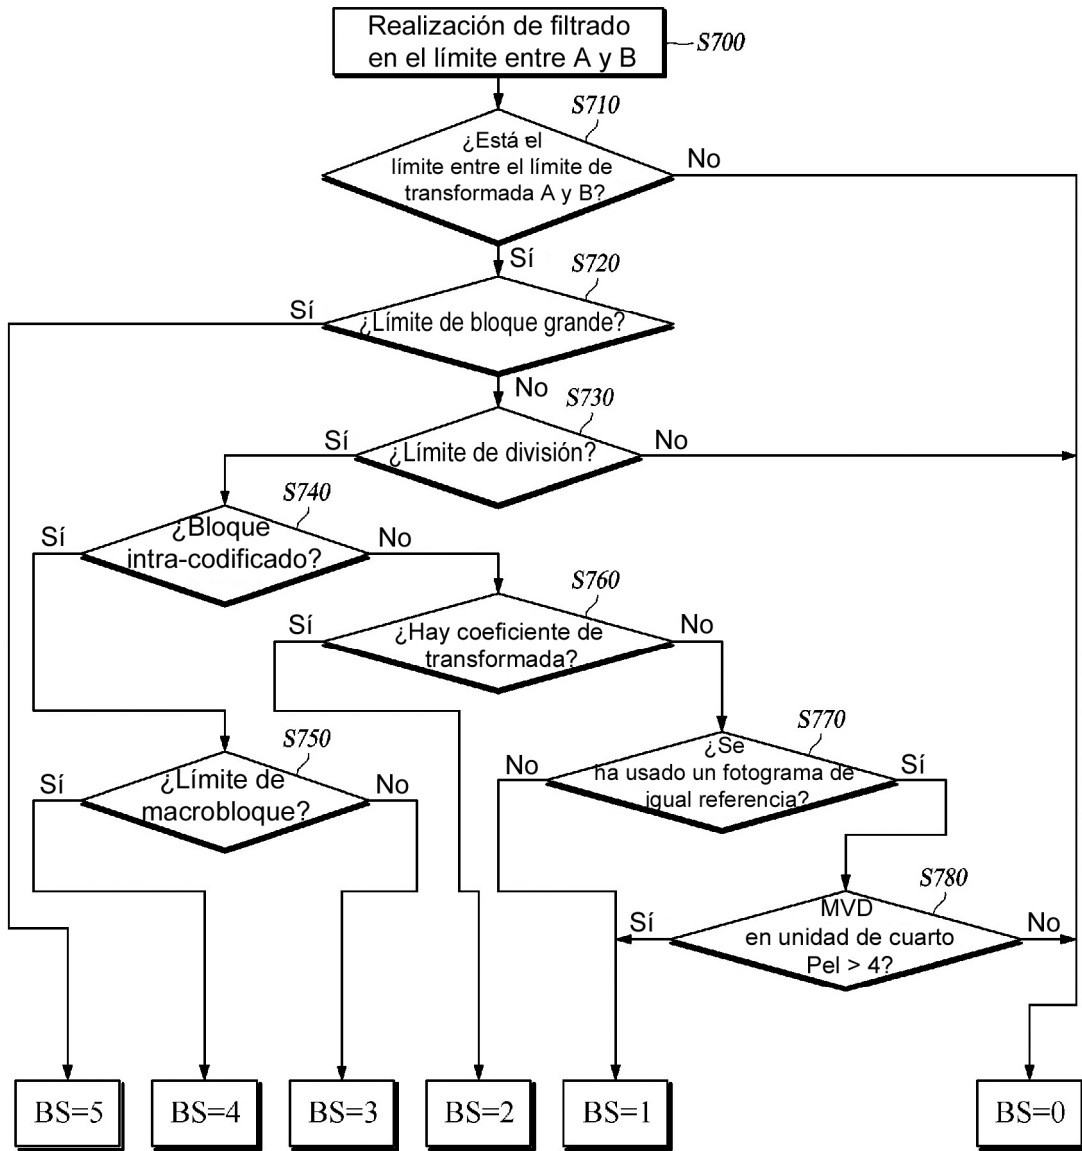 Realización de filtrado
en el límite entre A y B
S700
S710
¿Está el
límite entre el límite de
transformada A y B?
No
Sí
S720
Sí
¿Límite de bloque grande?
No
S730
Sí
¿Límite de división?
No
S740
Sí
¿Bloque
intra-codificado?
No
S760
Sí
¿Hay coeficiente de
transformada?
No
S750
Sí
¿Límite de
macrobloque?
No
S770
No
¿Se
ha usado un fotograma de
igual referencia?
Sí
S780
Sí
MVD
en unidad de cuarto
Pel > 4?
No
BS=5
BS=4
BS=3
BS=2
BS=1
BS=0